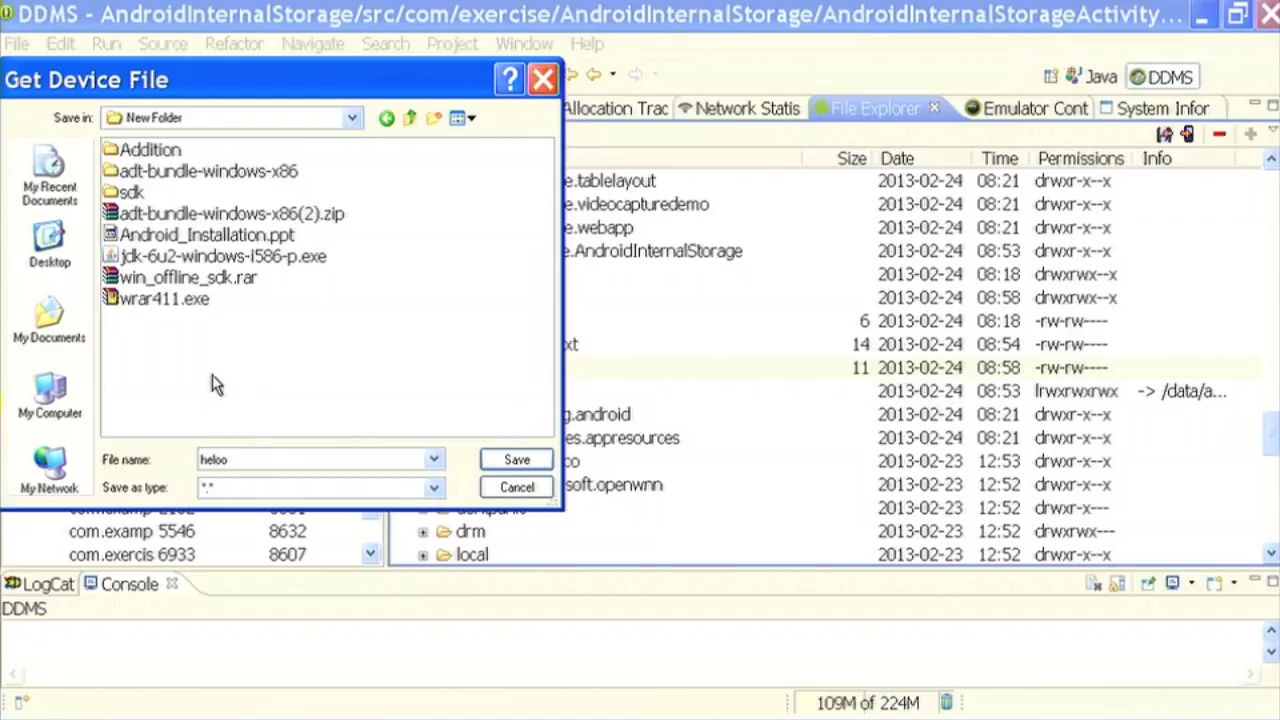 DDMS - AndroidInternalStorage/src/com/exercise/AndroidInternalStorage/AndroidInternalStorageActivity...
File Edit Run Source Refactor Navigate Search Project Window Help
Get Device File
Java DDMS
Save in: New Folder
Allocation Trac Network Statis File Explorer Emulator Cont System Infor
My Recent Documents
Desktop
My Documents
My Computer
My Network
Addition
adt-bundle-windows-x86
sdk
adt-bundle-windows-x86(2).zip
Android_Installation.ppt
jdk-6u2-windows-i586-p.exe
win_offline_sdk.rar
wrar411.exe
File name: heloo Save
Save as type: *.* Cancel
Size Date Time Permissions Info
e.tablelayout 2013-02-24 08:21 drwxr-x--x
e.videocapturedemo 2013-02-24 08:21 drwxr-x--x
e.webapp 2013-02-24 08:21 drwxr-x--x
e.AndroidInternalStorage 2013-02-24 08:53 drwxr-x--x
2013-02-24 08:18 drwxrwx--x
2013-02-24 08:58 drwxrwx--x
6 2013-02-24 08:18 -rw-rw----
xt 14 2013-02-24 08:54 -rw-rw----
11 2013-02-24 08:58 -rw-rw----
2013-02-23 08:53 lrwxrwxrwx -> /data/a...
g.android 2013-02-24 08:21 drwxr-x--x
es.appresources 2013-02-24 08:21 drwxr-x--x
co 2013-02-23 12:53 drwxr-x--x
soft.openwnn 2013-02-23 12:52 drwxr-x--x
2013-02-23 12:52 drwxr-x---
drm 2013-02-23 12:52 drwxrwx---
local 2013-02-23 12:52 drwxr-x--x
com.examp 5546 8632
com.exercis 6933 8607
LogCat Console
DDMS
109M of 224M